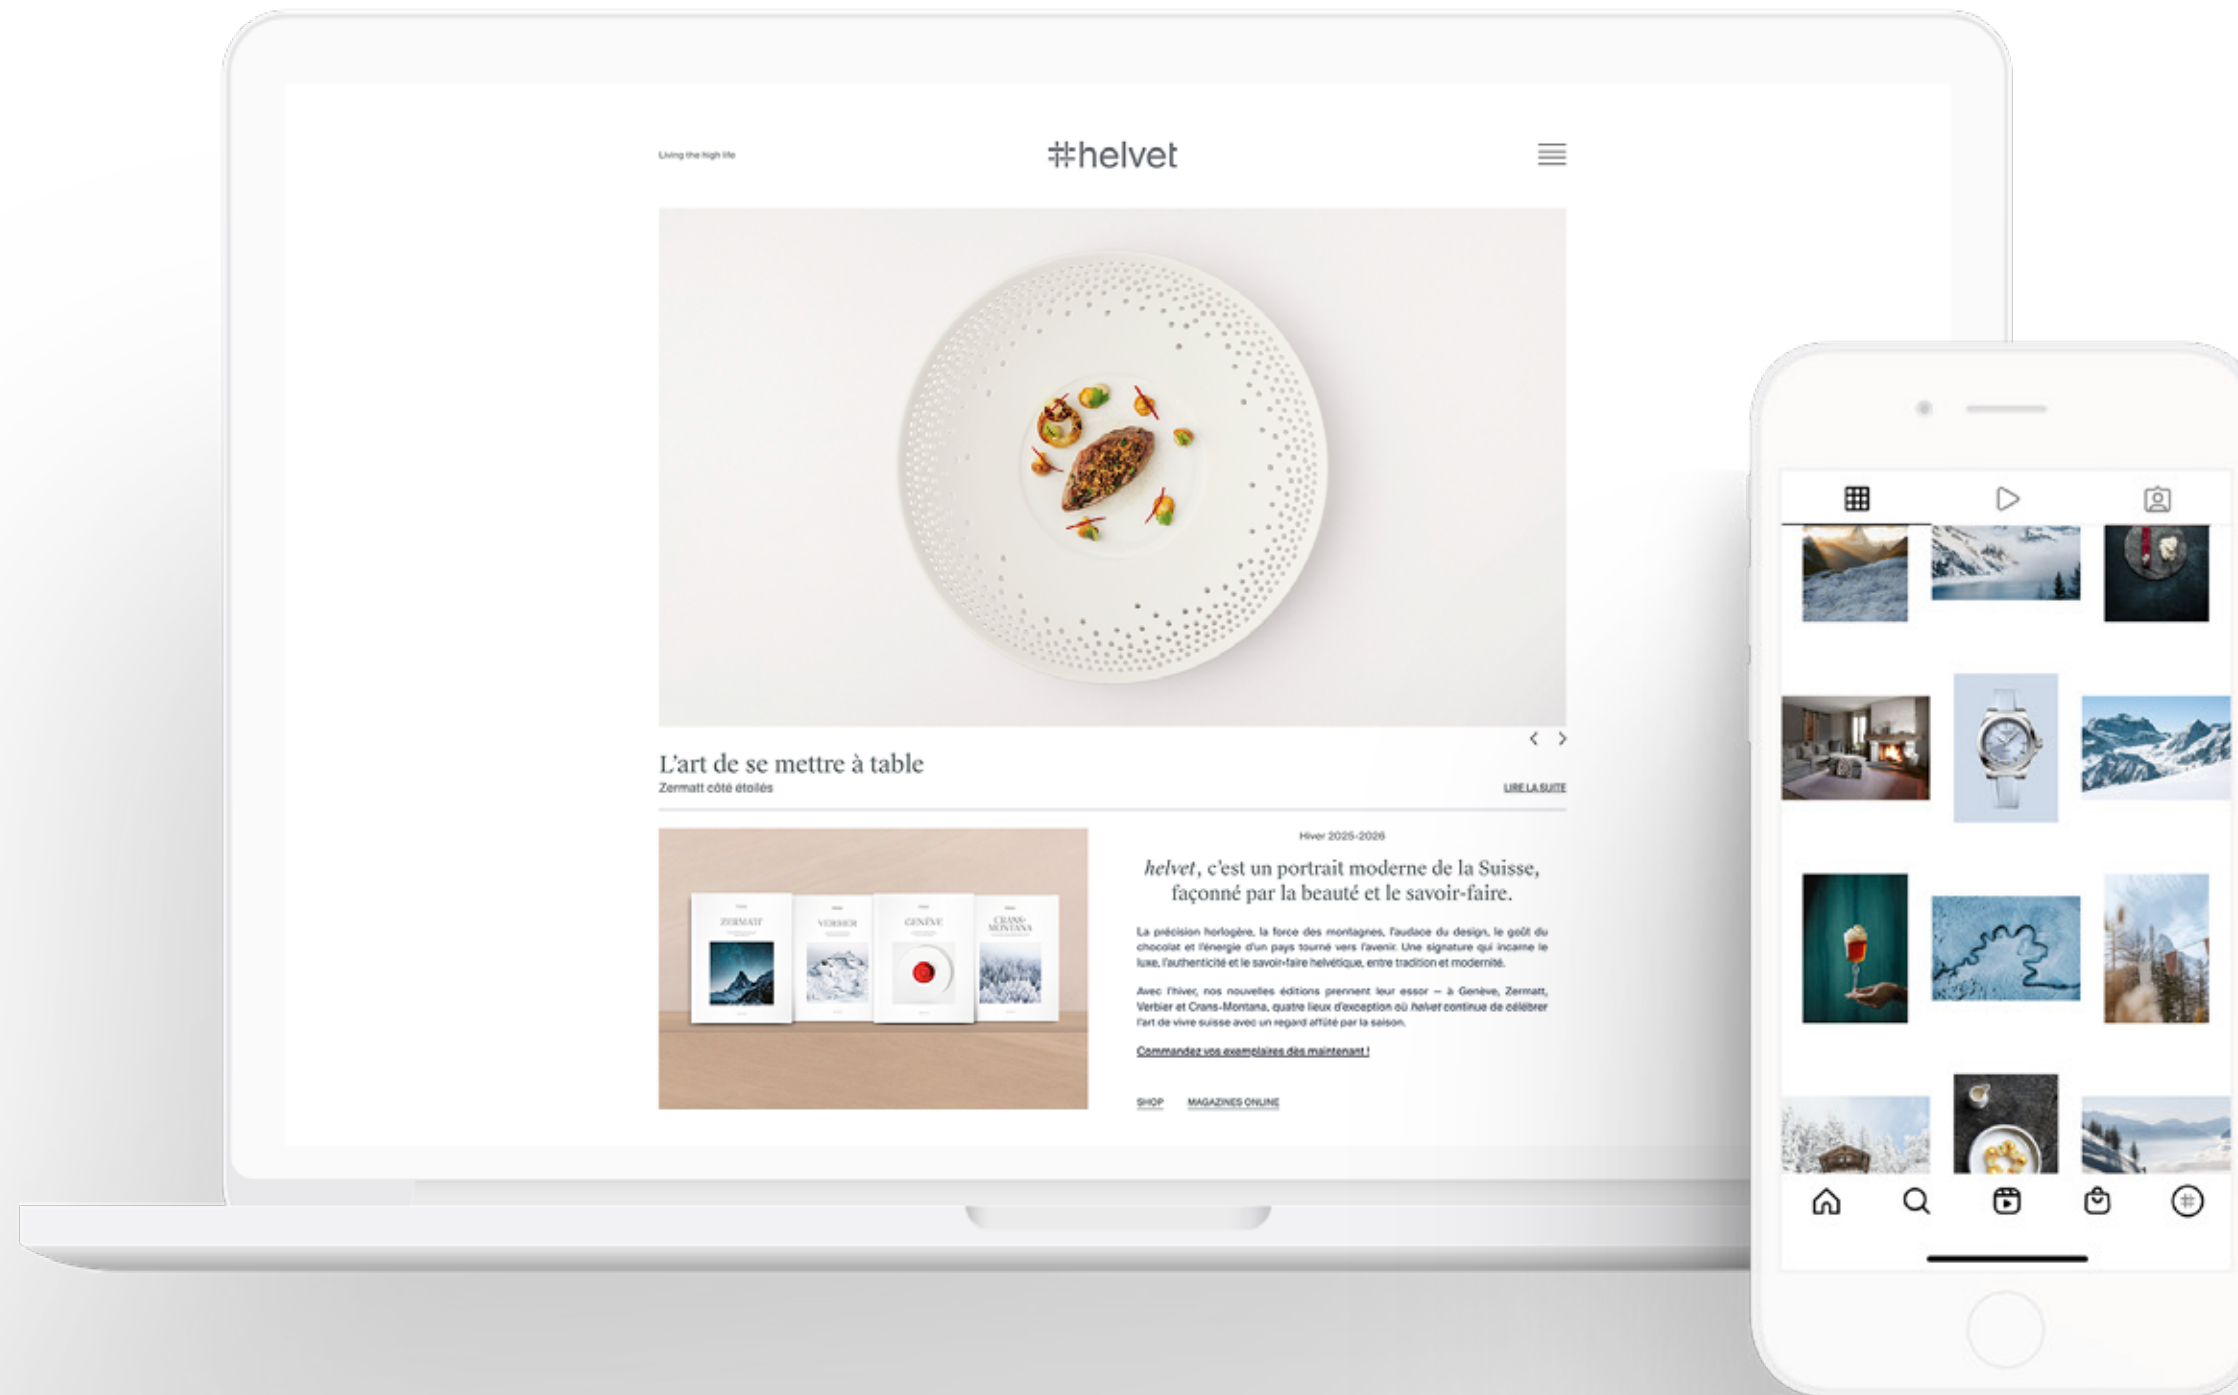 Living the high life
#helvet
L'art de se mettre à table
Zermatt côté étoilés
LIRE LA SUITE
ZERMATT
VERBIER
GENÈVE
CRANS-
MONTANA
Hiver 2025-2026
helvet, c'est un portrait moderne de la Suisse,
façonné par la beauté et le savoir-faire.
La précision horlogère, la force des montagnes, l'audace du design, le goût du
chocolat et l'énergie d'un pays tourné vers l'avenir. Une signature qui incarne le
luxe, l'authenticité et le savoir-faire helvétique, entre tradition et modernité.
Avec l'hiver, nos nouvelles éditions prennent leur essor — à Genève, Zermatt,
Verbier et Crans-Montana, quatre lieux d'exception où helvet continue de célébrer
l'art de vivre suisse avec un regard affûté par la saison.
Commandez vos exemplaires dès maintenant !
SHOP MAGAZINES ONLINE